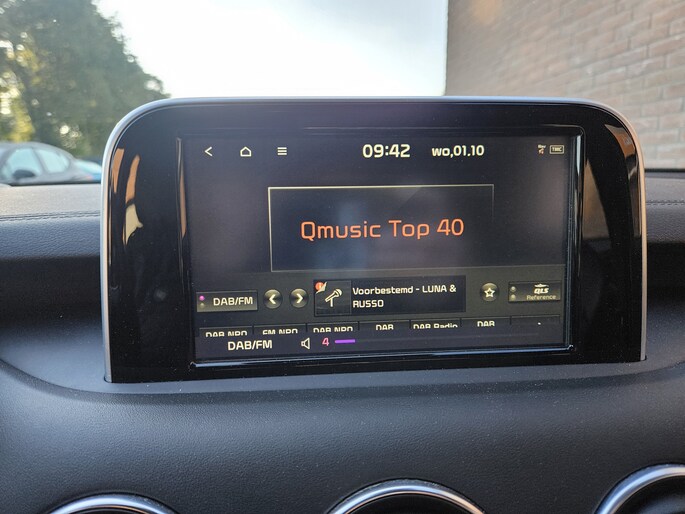 09:42 wo,01.10 TMC
Qmusic Top 40
DAB/FM
Voorbestemd - LUNA &
RUSSO
QLS
Reference
DAB NPO FM NPO DAB NPO DAB DAB Radio DAB
DAB/FM 4